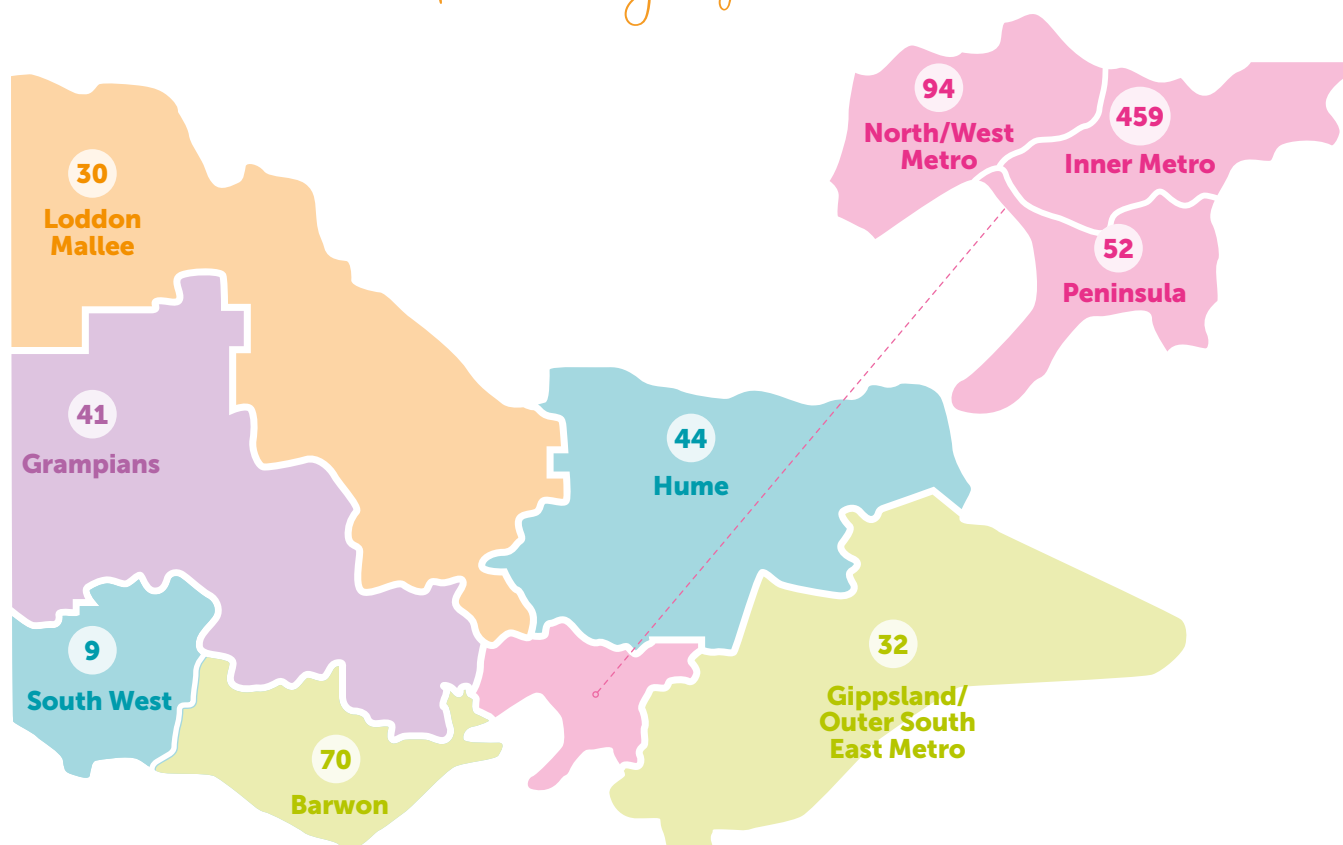 94
North/West
Metro
459
Inner Metro
52
Peninsula
30
Loddon
Mallee
41
Grampians
44
Hume
9
South West
70
Barwon
32
Gippsland/
Outer South
East Metro